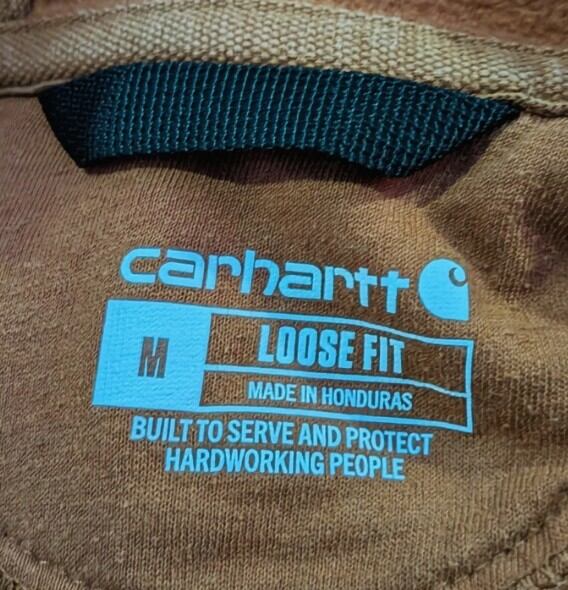 carhartt
M
LOOSE FIT
MADE IN HONDURAS
BUILT TO SERVE AND PROTECT
HARDWORKING PEOPLE